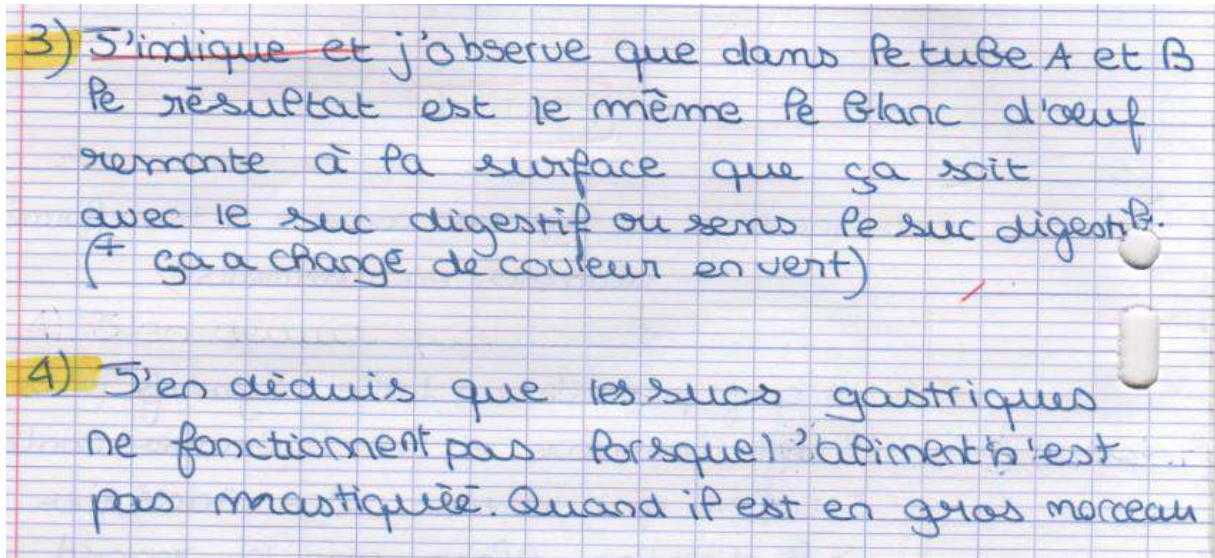 3) J'indique et j'observe que dans le tube A et B
le résultat est le même le blanc d'oeuf
remonte à la surface que ça soit
avec le suc digestif ou sens le suc digestif.
(+ ça a changé de couleur en vert)
4) J'en déduis que les sucs gastriques
ne fonctionnent pas lorsque l'aliment n'est
pas mastiquéé. Quand il est en gros morceau